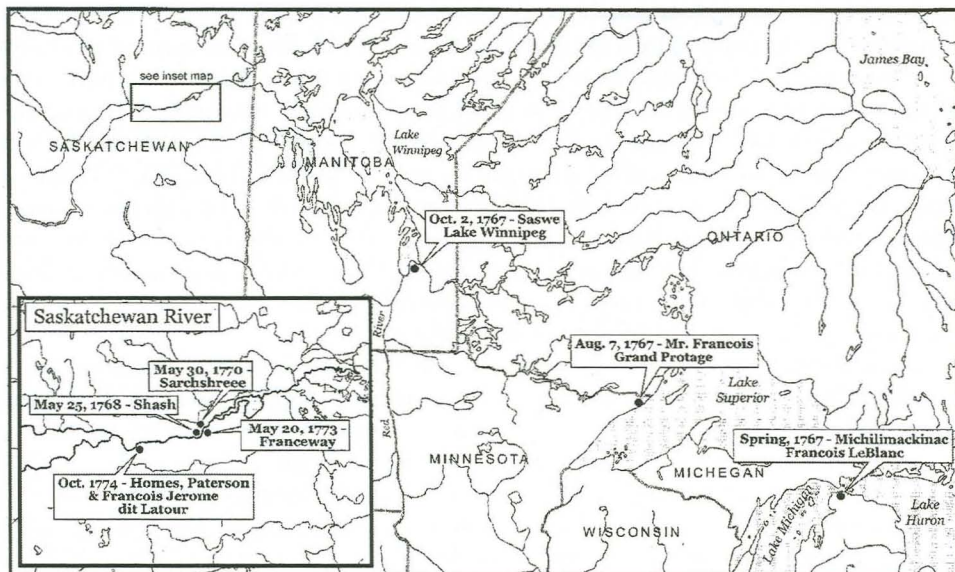 see inset map
James Bay
SASKATCHEWAN
MANITOBA
Lake
Winnipeg
Oct. 2, 1767 - Saswe
Lake Winnipeg
ONTARIO
Saskatchewan River
May 30, 1770 -
Sarchshreee
May 25, 1768 - Shash
May 20, 1773 -
Franceway
Oct. 1774 - Homes, Paterson
& Francois Jerome
dit Latour
River
Red
Aug. 7, 1767 - Mr. Francois
Grand Protage
Lake
Superior
MINNESOTA
MICHEGAN
Spring, 1767 - Michilimackinac
Francois LeBlanc
WISCONSIN
Lake Michigan
Lake
Huron